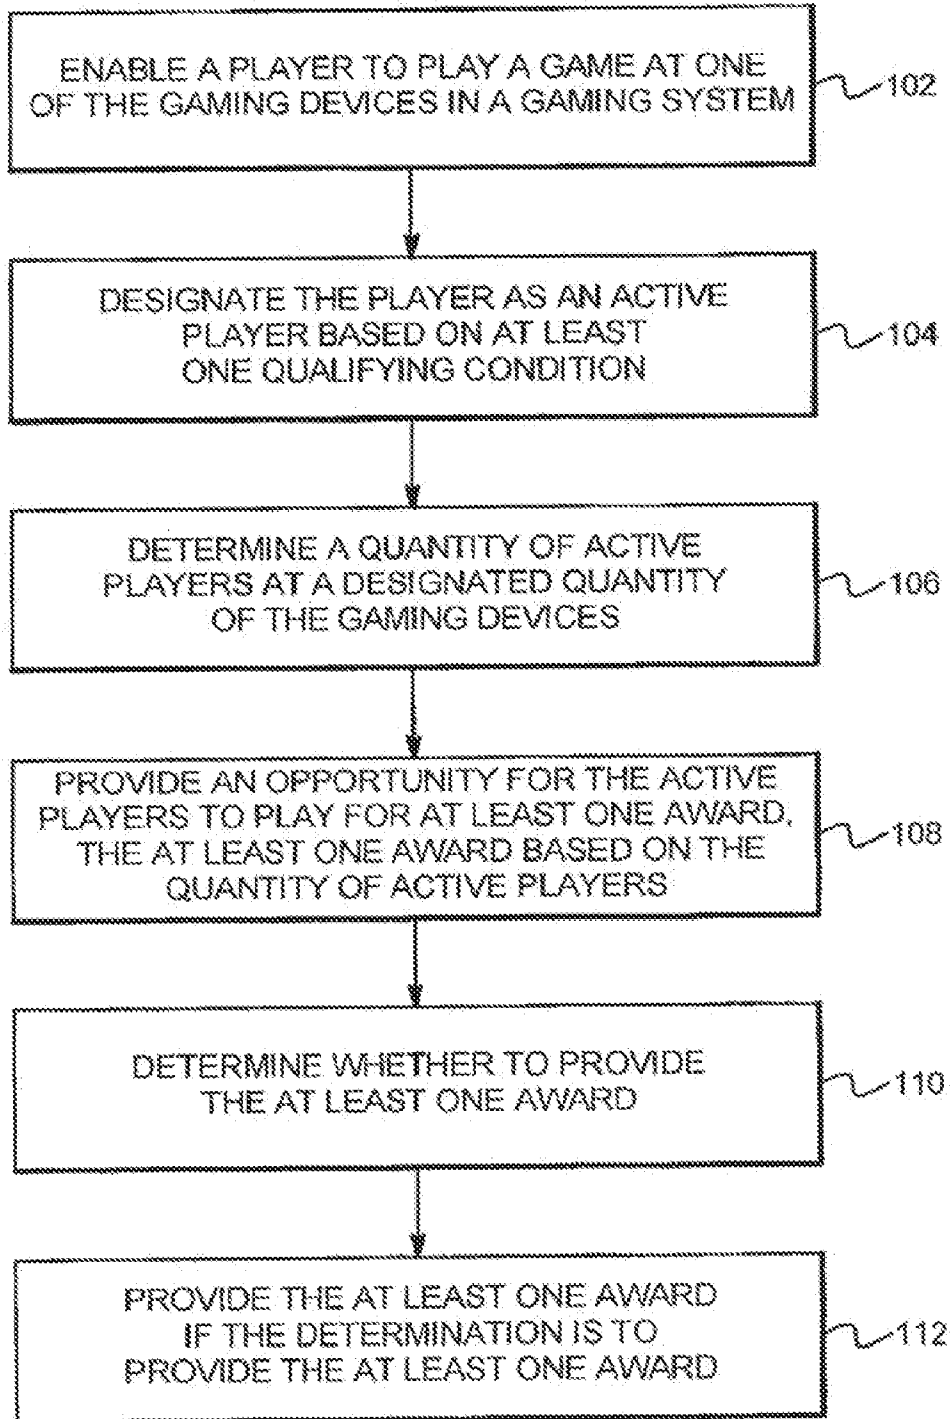 ENABLE A PLAYER TO PLAY A GAME AT ONE
OF THE GAMING DEVICES IN A GAMING SYSTEM
102
DESIGNATE THE PLAYER AS AN ACTIVE
PLAYER BASED ON AT LEAST
ONE QUALIFYING CONDITION
104
DETERMINE A QUANTITY OF ACTIVE
PLAYERS AT A DESIGNATED QUANTITY
OF THE GAMING DEVICES
106
PROVIDE AN OPPORTUNITY FOR THE ACTIVE
PLAYERS TO PLAY FOR AT LEAST ONE AWARD,
THE AT LEAST ONE AWARD BASED ON THE
QUANTITY OF ACTIVE PLAYERS
108
DETERMINE WHETHER TO PROVIDE
THE AT LEAST ONE AWARD
110
PROVIDE THE AT LEAST ONE AWARD
IF THE DETERMINATION IS TO
PROVIDE THE AT LEAST ONE AWARD
112